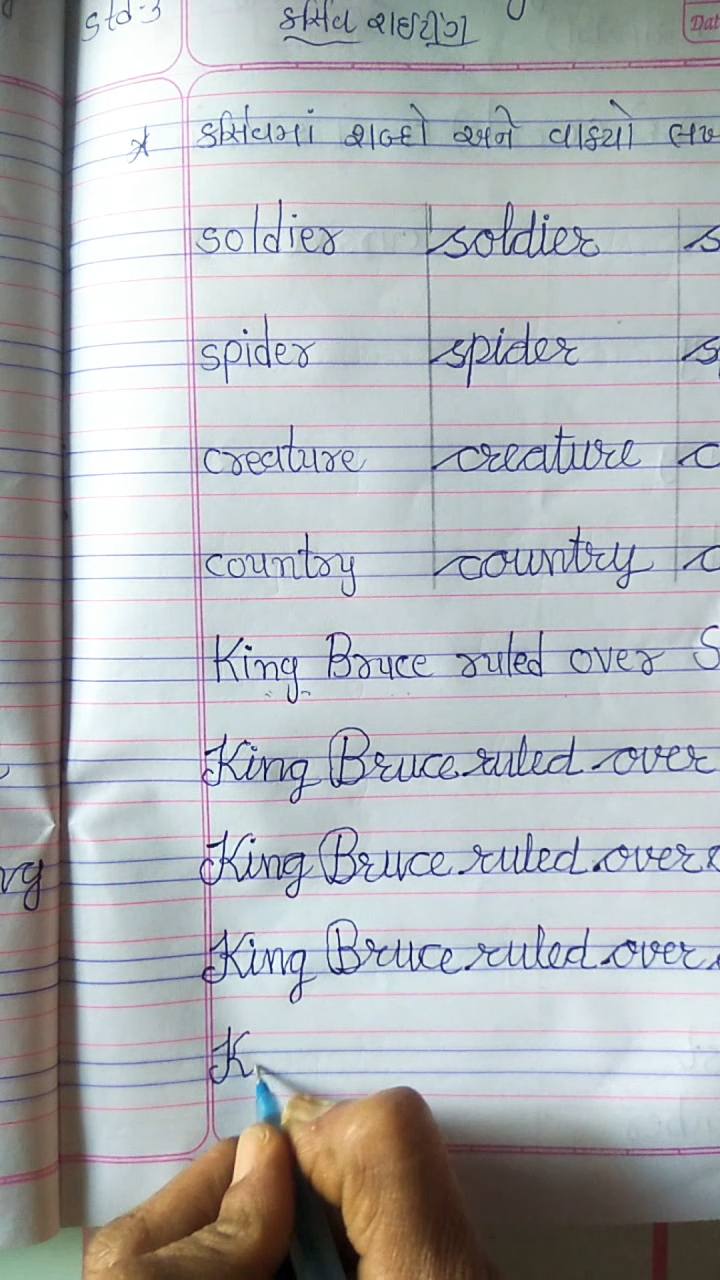 Std-3
કર્સિવ રાઇટીંગ
Dat
* કર્સિવમાં શબ્દો અને વાક્યો લખ
soldier soldier s
spider spider s
creature creature c
country country c
King Bruce ruled over S
King Bruce ruled over
King Bruce ruled over
King Bruce ruled over
K